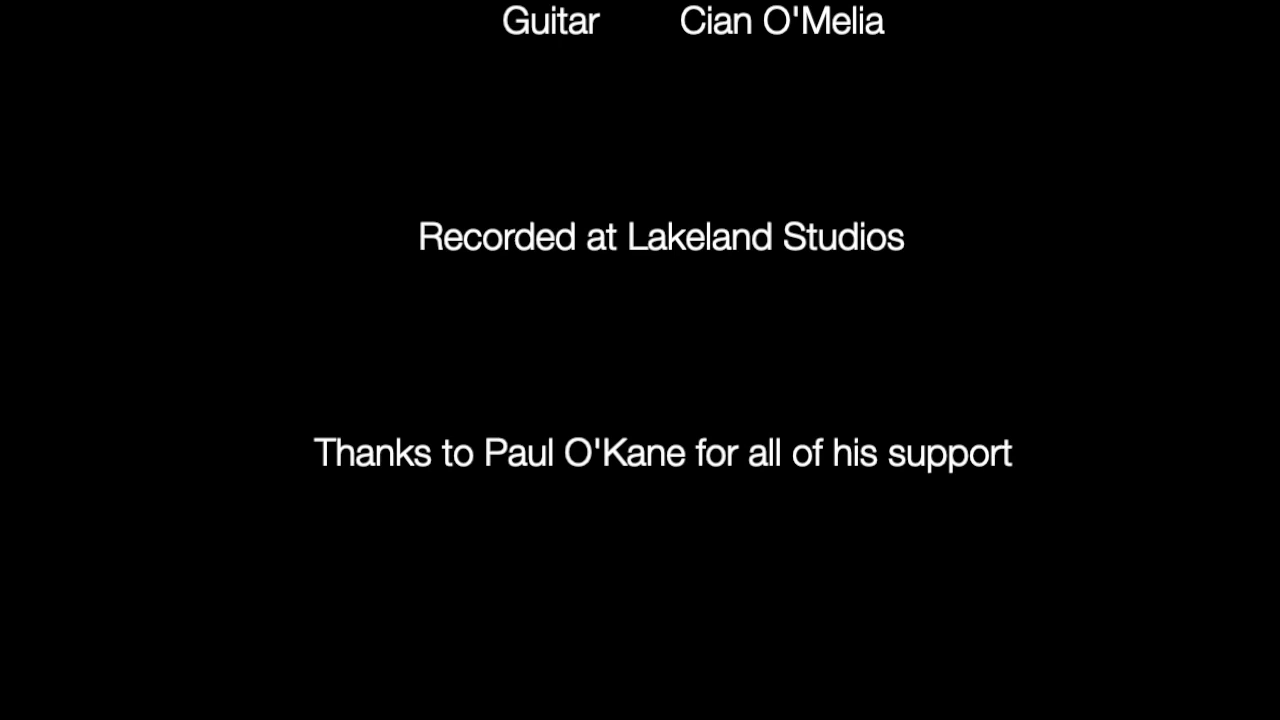 Guitar Cian O'Melia
Recorded at Lakeland Studios
Thanks to Paul O'Kane for all of his support